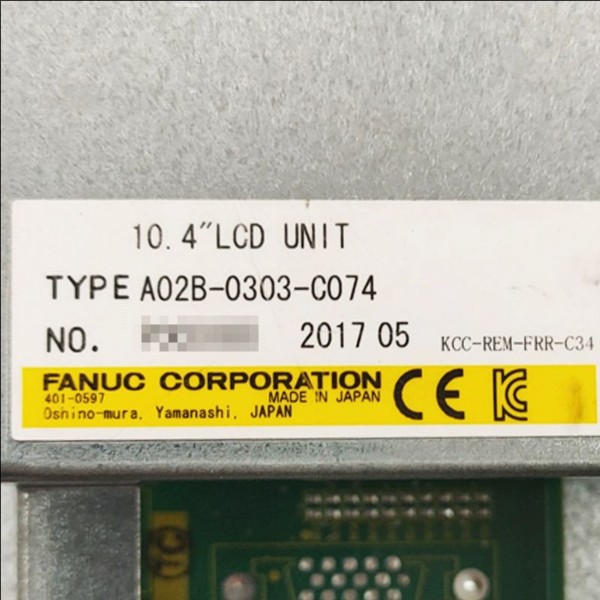 10.4"LCD UNIT
TYPE A02B-0303-C074
NO. 2017 05 KCC-REM-FRR-C34
FANUC CORPORATION
401-0597 MADE IN JAPAN
Oshino-mura, Yamanashi, JAPAN
CE